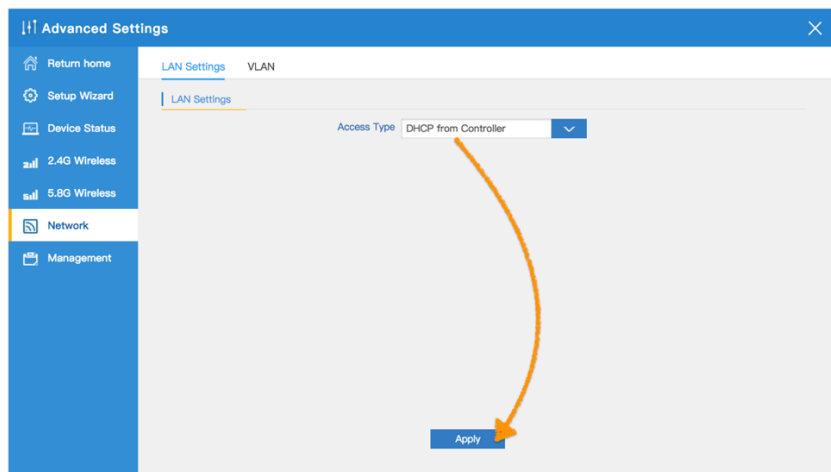 Advanced Settings
Return home
Setup Wizard
Device Status
2.4G Wireless
5.8G Wireless
Network
Management
LAN Settings VLAN
LAN Settings
Access Type DHCP from Controller
Apply